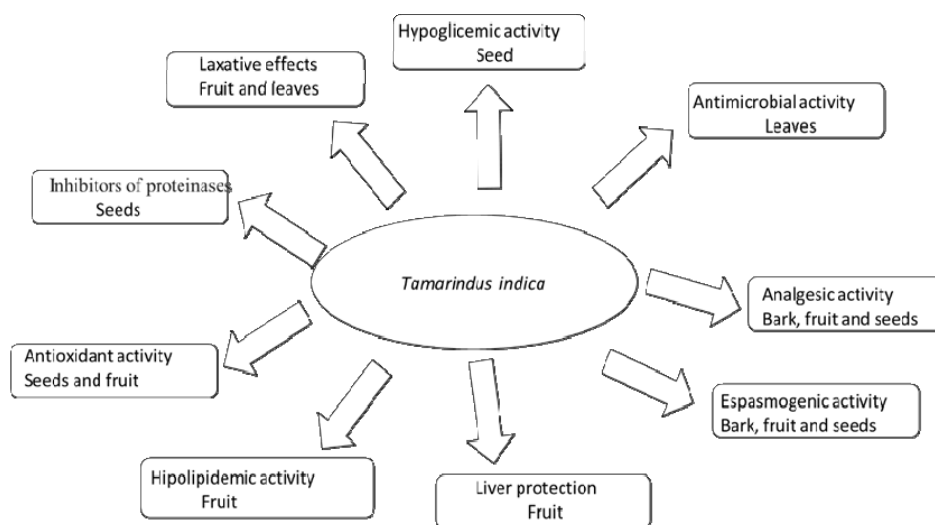 Hypoglicemic activity
Seed
Laxative effects
Fruit and leaves
Antimicrobial activity
Leaves
Inhibitors of proteinases
Seeds
Tamarindus indica
Analgesic activity
Bark, fruit and seeds
Antioxidant activity
Seeds and fruit
Espasmogenic activity
Bark, fruit and seeds
Hipolipidemic activity
Fruit
Liver protection
Fruit